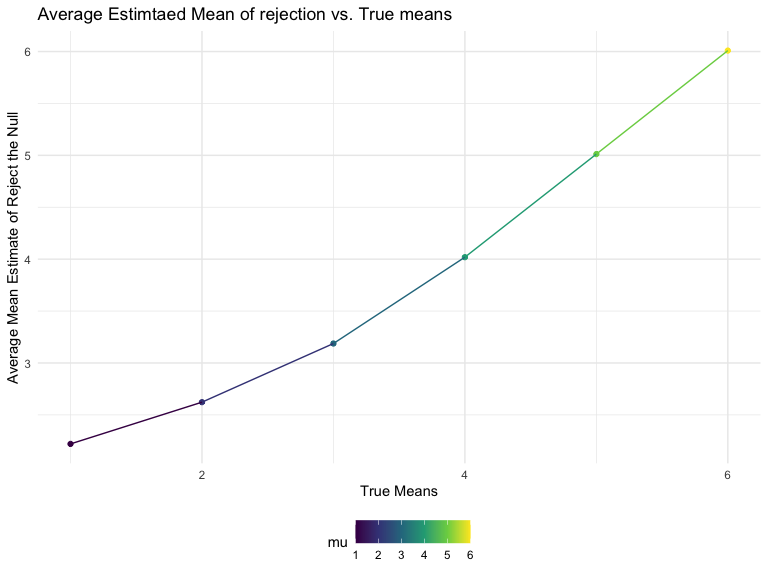 Average Estimtaed Mean of rejection vs. True means
Average Mean Estimate of Reject the Null
6
5
4
3
2
4
6
True Means
mu
1 2 3 4 5 6